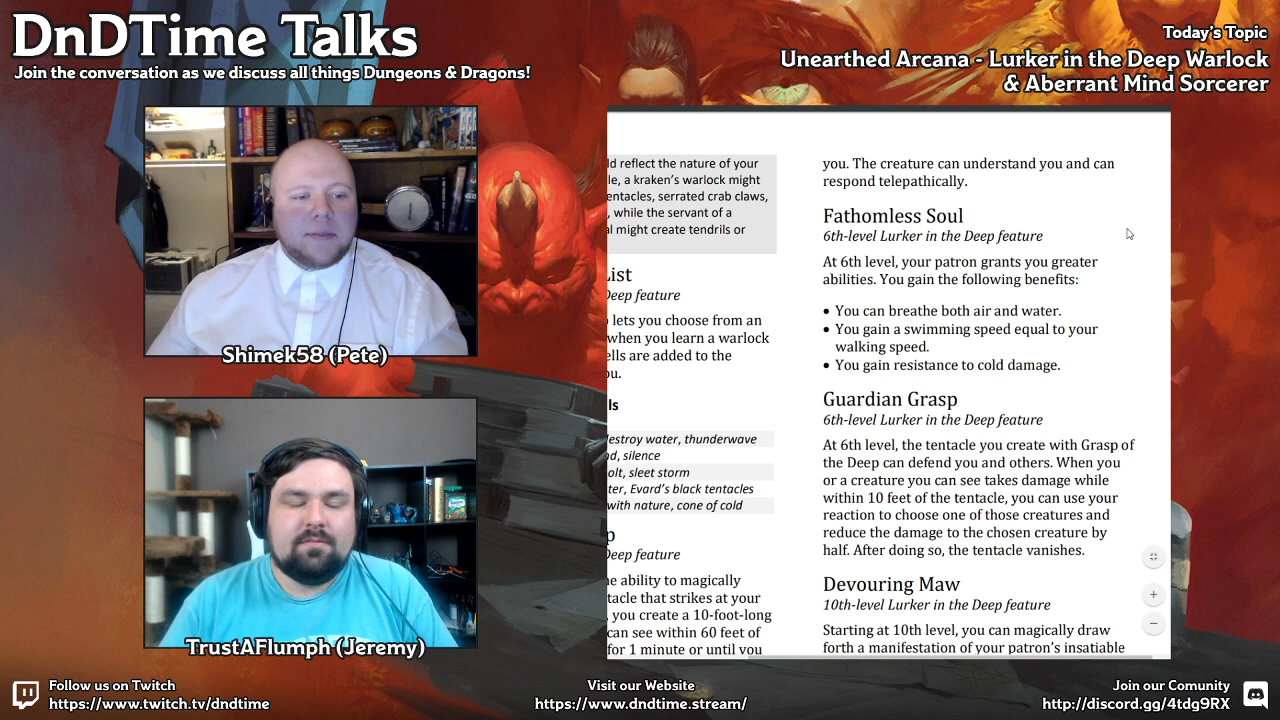 DnDTime Talks
Join the conversation as we discuss all things Dungeons & Dragons!
Today's Topic
Unearthed Arcana - Lurker in the Deep Warlock
& Aberrant Mind Sorcerer
Shimek58 (Pete)
TrustAFlumph (Jeremy)
ld reflect the nature of your
le, a kraken's warlock might
entacles, serrated crab claws,
, while the servant of a
al might create tendrils or
List
Deep feature
lets you choose from an
when you learn a warlock
ells are added to the
ou.
ls
estroy water, thunderwave
nd, silence
olt, sleet storm
ter, Evard's black tentacles
with nature, cone of cold
p
Deep feature
he ability to magically
tacle that strikes at your
, you create a 10-foot-long
can see within 60 feet of
for 1 minute or until you
you. The creature can understand you and can
respond telepathically.
Fathomless Soul
6th-level Lurker in the Deep feature
At 6th level, your patron grants you greater
abilities. You gain the following benefits:
• You can breathe both air and water.
• You gain a swimming speed equal to your
walking speed.
• You gain resistance to cold damage.
Guardian Grasp
6th-level Lurker in the Deep feature
At 6th level, the tentacle you create with Grasp of
the Deep can defend you and others. When you
or a creature you can see takes damage while
within 10 feet of the tentacle, you can use your
reaction to choose one of those creatures and
reduce the damage to the chosen creature by
half. After doing so, the tentacle vanishes.
Devouring Maw
10th-level Lurker in the Deep feature
Starting at 10th level, you can magically draw
forth a manifestation of your patron's insatiable
Follow us on Twitch
https://www.twitch.tv/dndtime
Visit our Website
https://www.dndtime.stream/
Join our Comunity
http://discord.gg/4tdg9RX